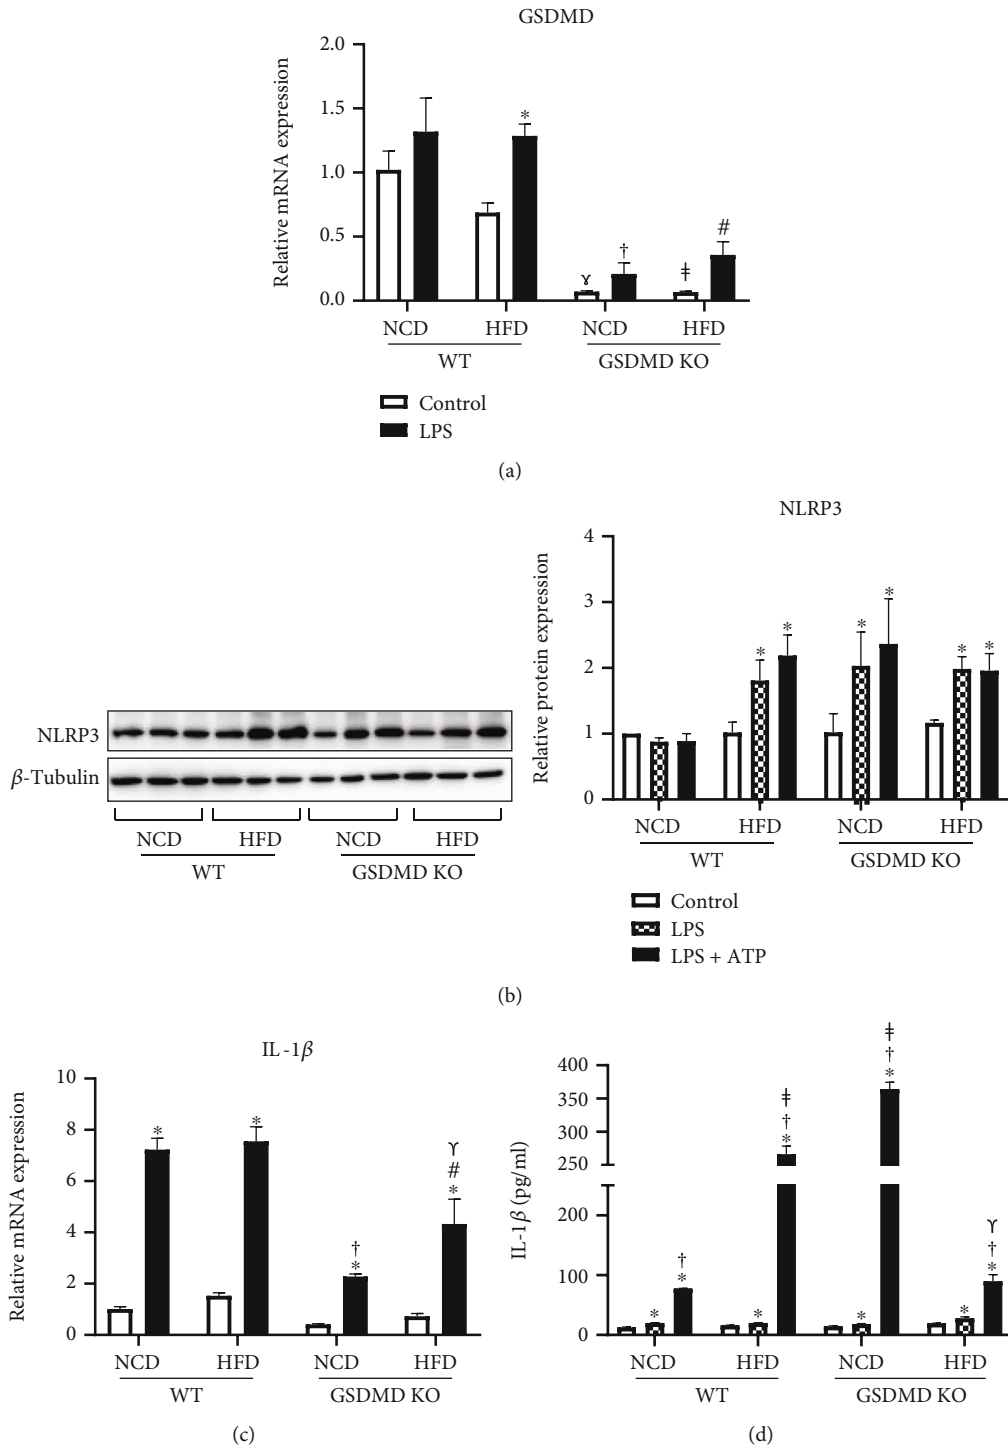 GSDMD
Relative mRNA expression
2.0
1.5
1.0
0.5
0.0
*
ɤ
†
ǂ
#
NCD HFD NCD HFD
WT GSDMD KO
Control
LPS
(a)
NLRP3
β-Tubulin
NCD HFD NCD HFD
WT GSDMD KO
NLRP3
Relative protein expression
4
3
2
1
0
* * * * * *
NCD HFD NCD HFD
WT GSDMD KO
Control
LPS
LPS + ATP
(b)
IL-1β
Relative mRNA expression
10
8
6
4
2
0
*
*
†
*
ϒ
#
*
NCD HFD NCD HFD
WT GSDMD KO
(c)
IL-1β (pg/ml)
400
350
300
250
200
100
0
*
†
*
*
ǂ
†
*
*
ǂ
†
*
*
ϒ
†
*
NCD HFD NCD HFD
WT GSDMD KO
(d)